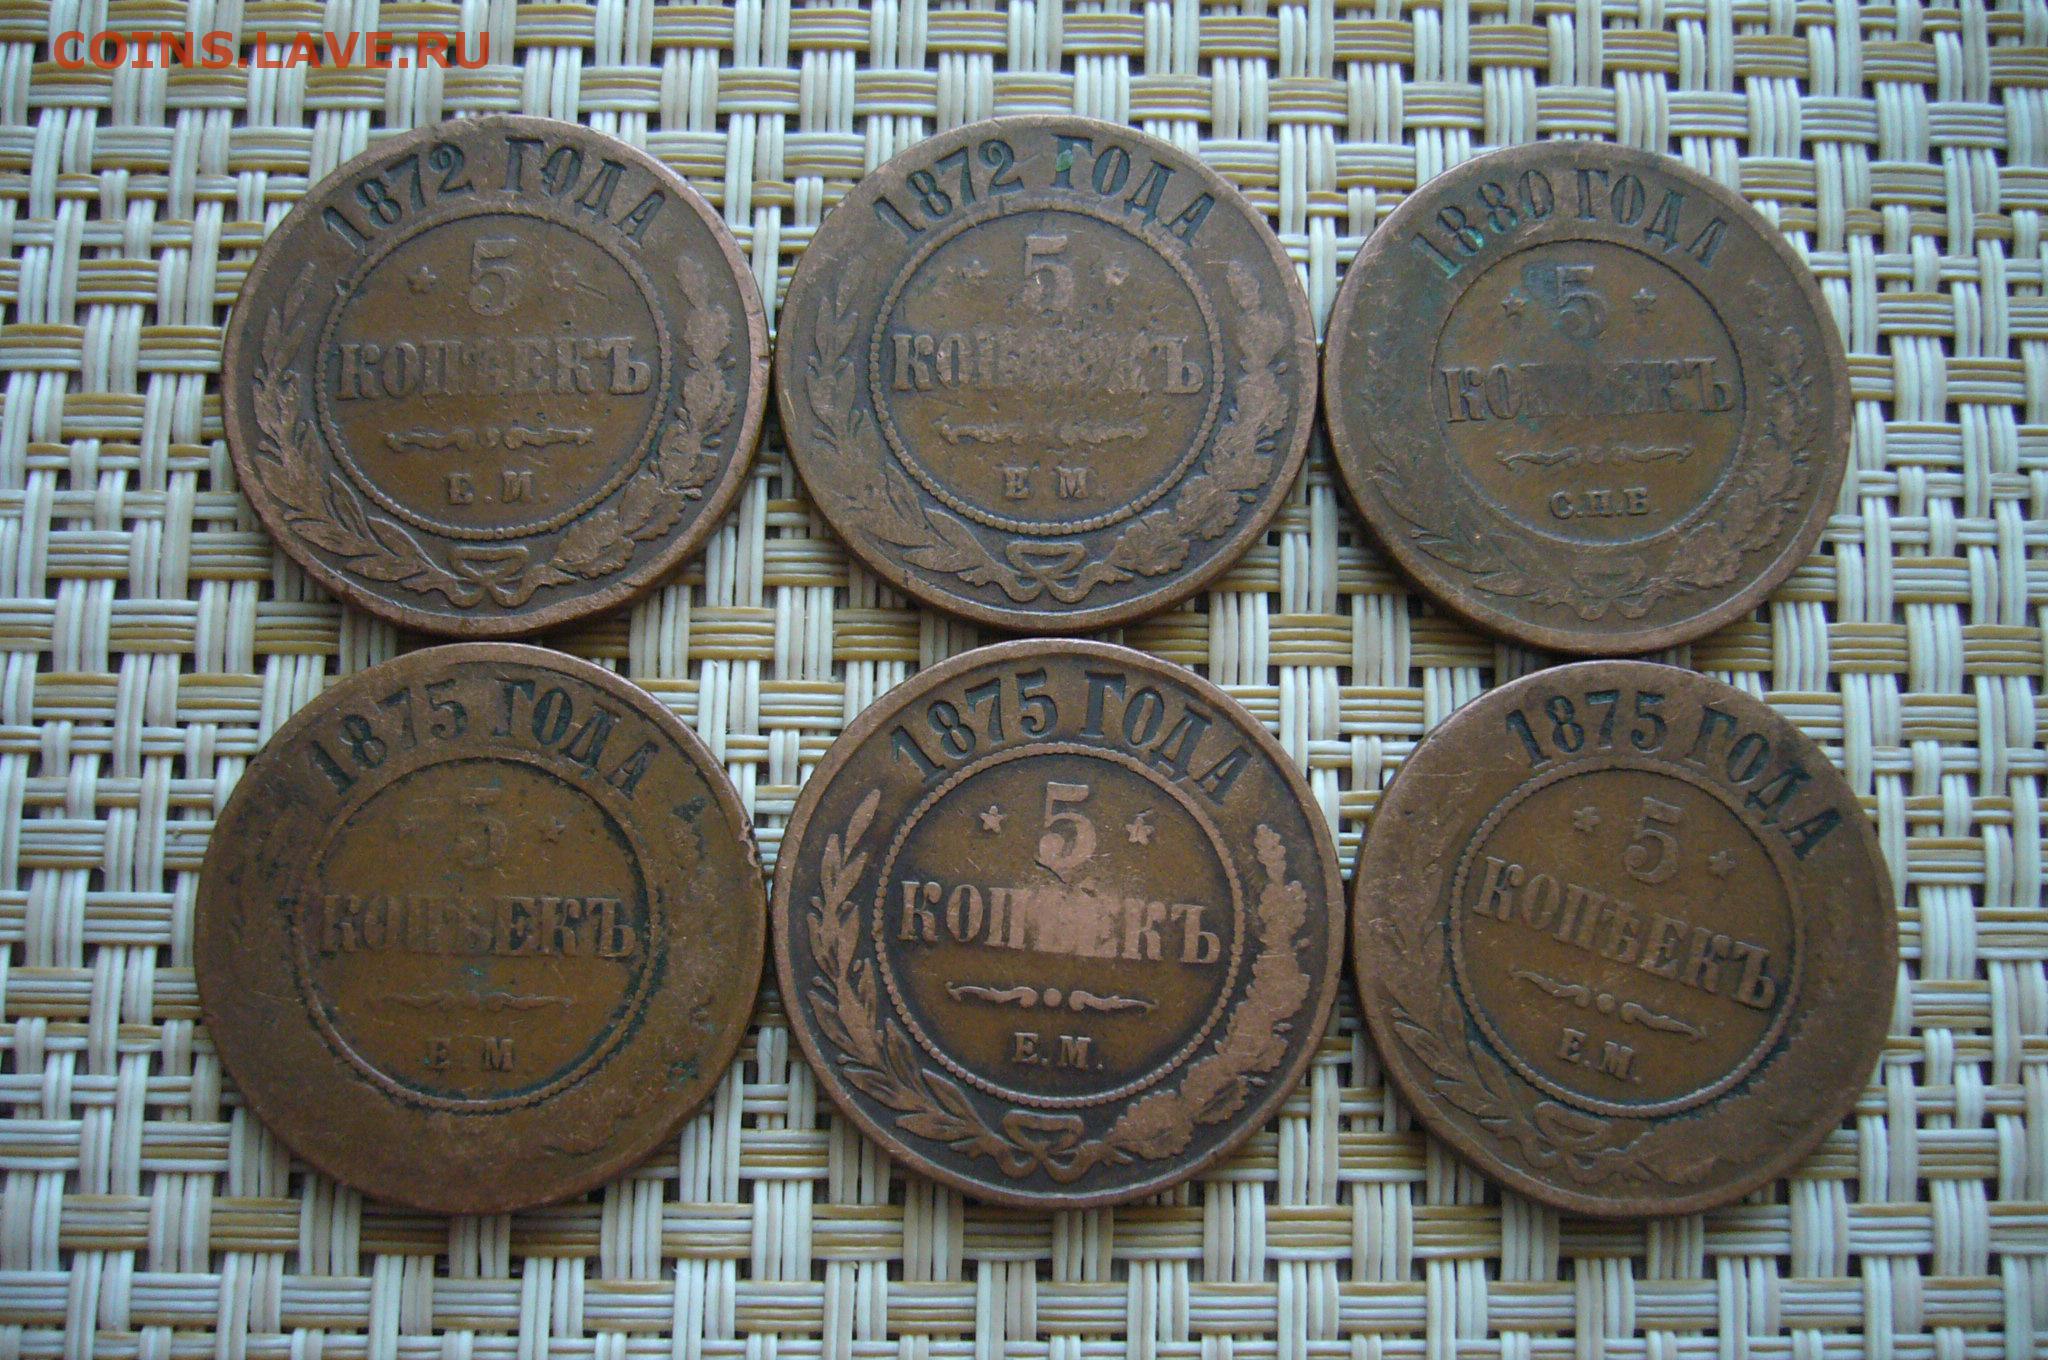 COINS.LAVE.RU
1872 ГОДА
5
КОПѢЕКЪ
Е.М.
1872 ГОДА
5
КОПѢЕКЪ
Е М.
1880 ГОДА
5
КОПѢЕКЪ
С.П.Б.
1875 ГОДА
5
КОПѢЕКЪ
Е.М.
1875 ГОДА
5
КОПѢЕКЪ
Е.М.
1875 ГОДА
5
КОПѢЕКЪ
Е.М.